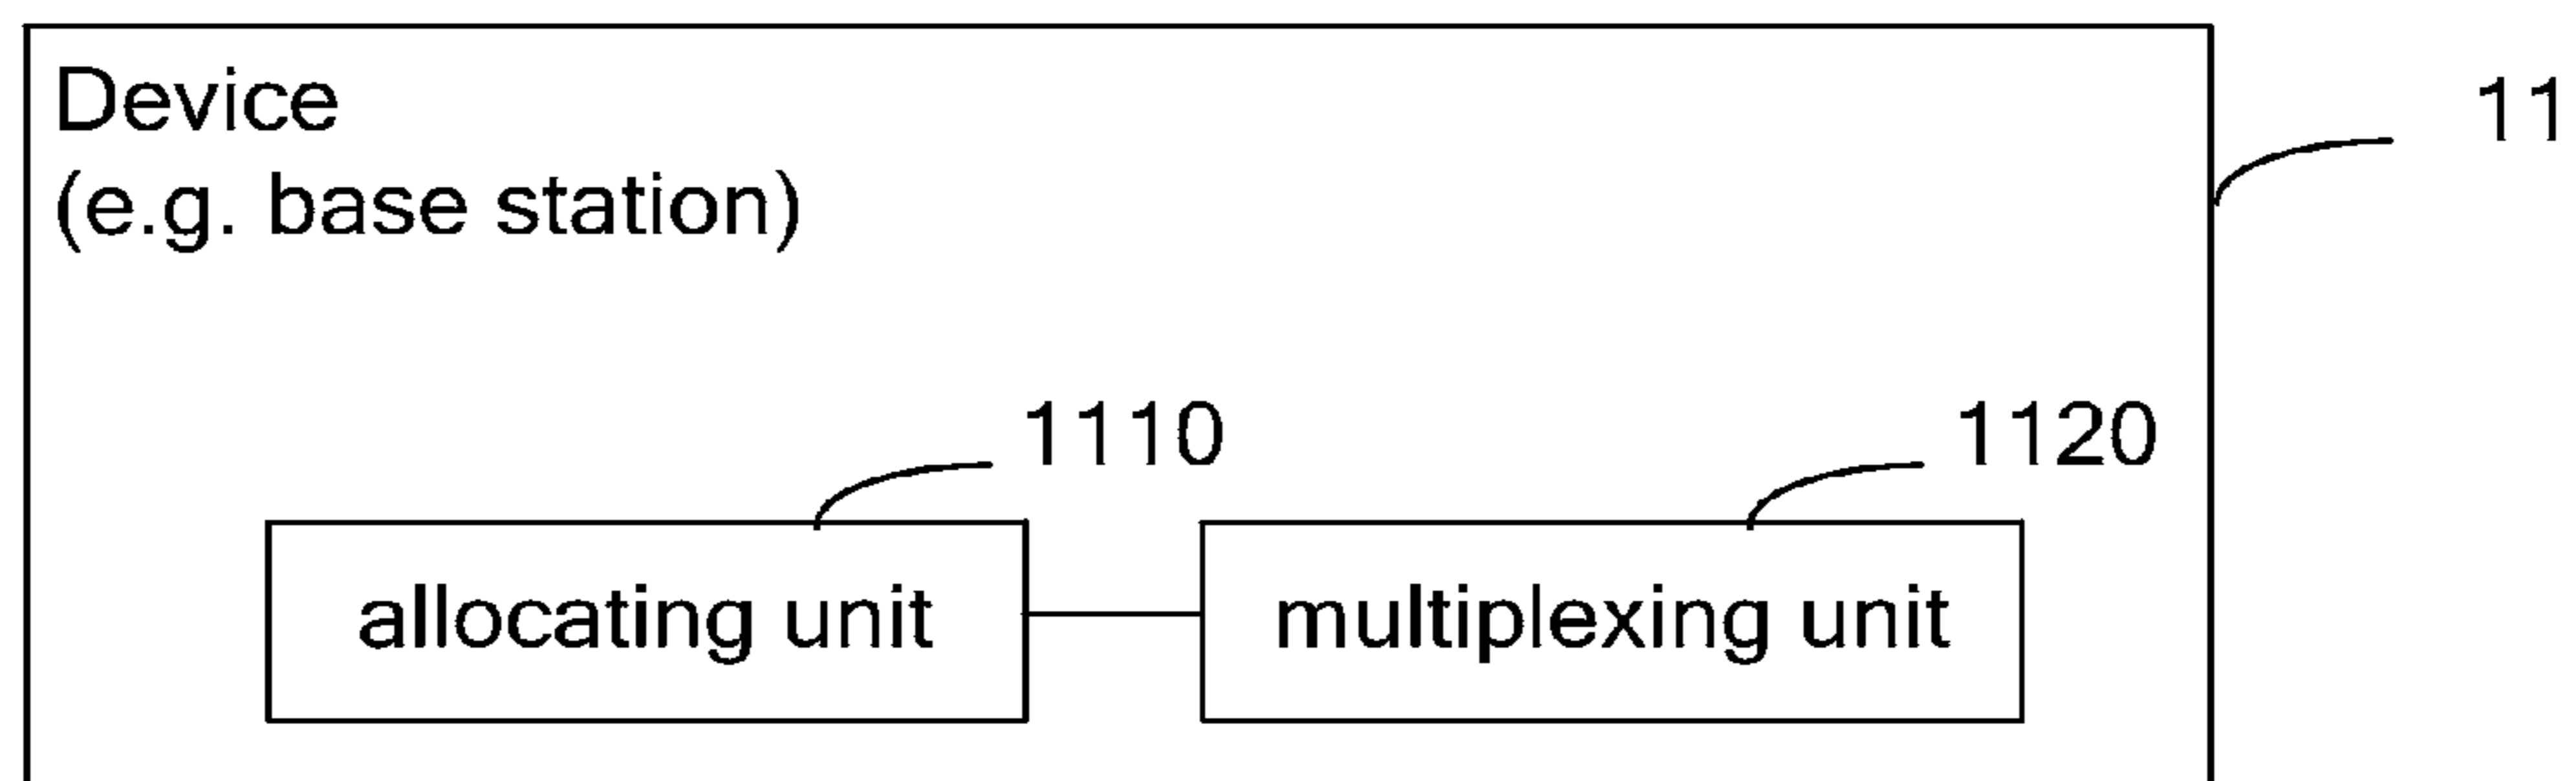 Device
(e.g. base station)
11
1110
1120
allocating unit
multiplexing unit